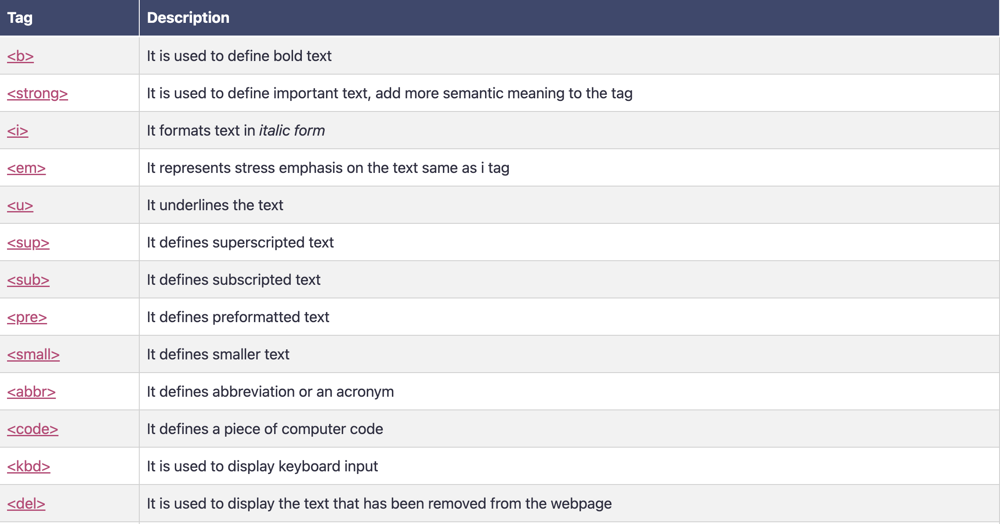 Tag Description
<b> It is used to define bold text
<strong> It is used to define important text, add more semantic meaning to the tag
<i> It formats text in italic form
<em> It represents stress emphasis on the text same as i tag
<u> It underlines the text
<sup> It defines superscripted text
<sub> It defines subscripted text
<pre> It defines preformatted text
<small> It defines smaller text
<abbr> It defines abbreviation or an acronym
<code> It defines a piece of computer code
<kbd> It is used to display keyboard input
<del> It is used to display the text that has been removed from the webpage